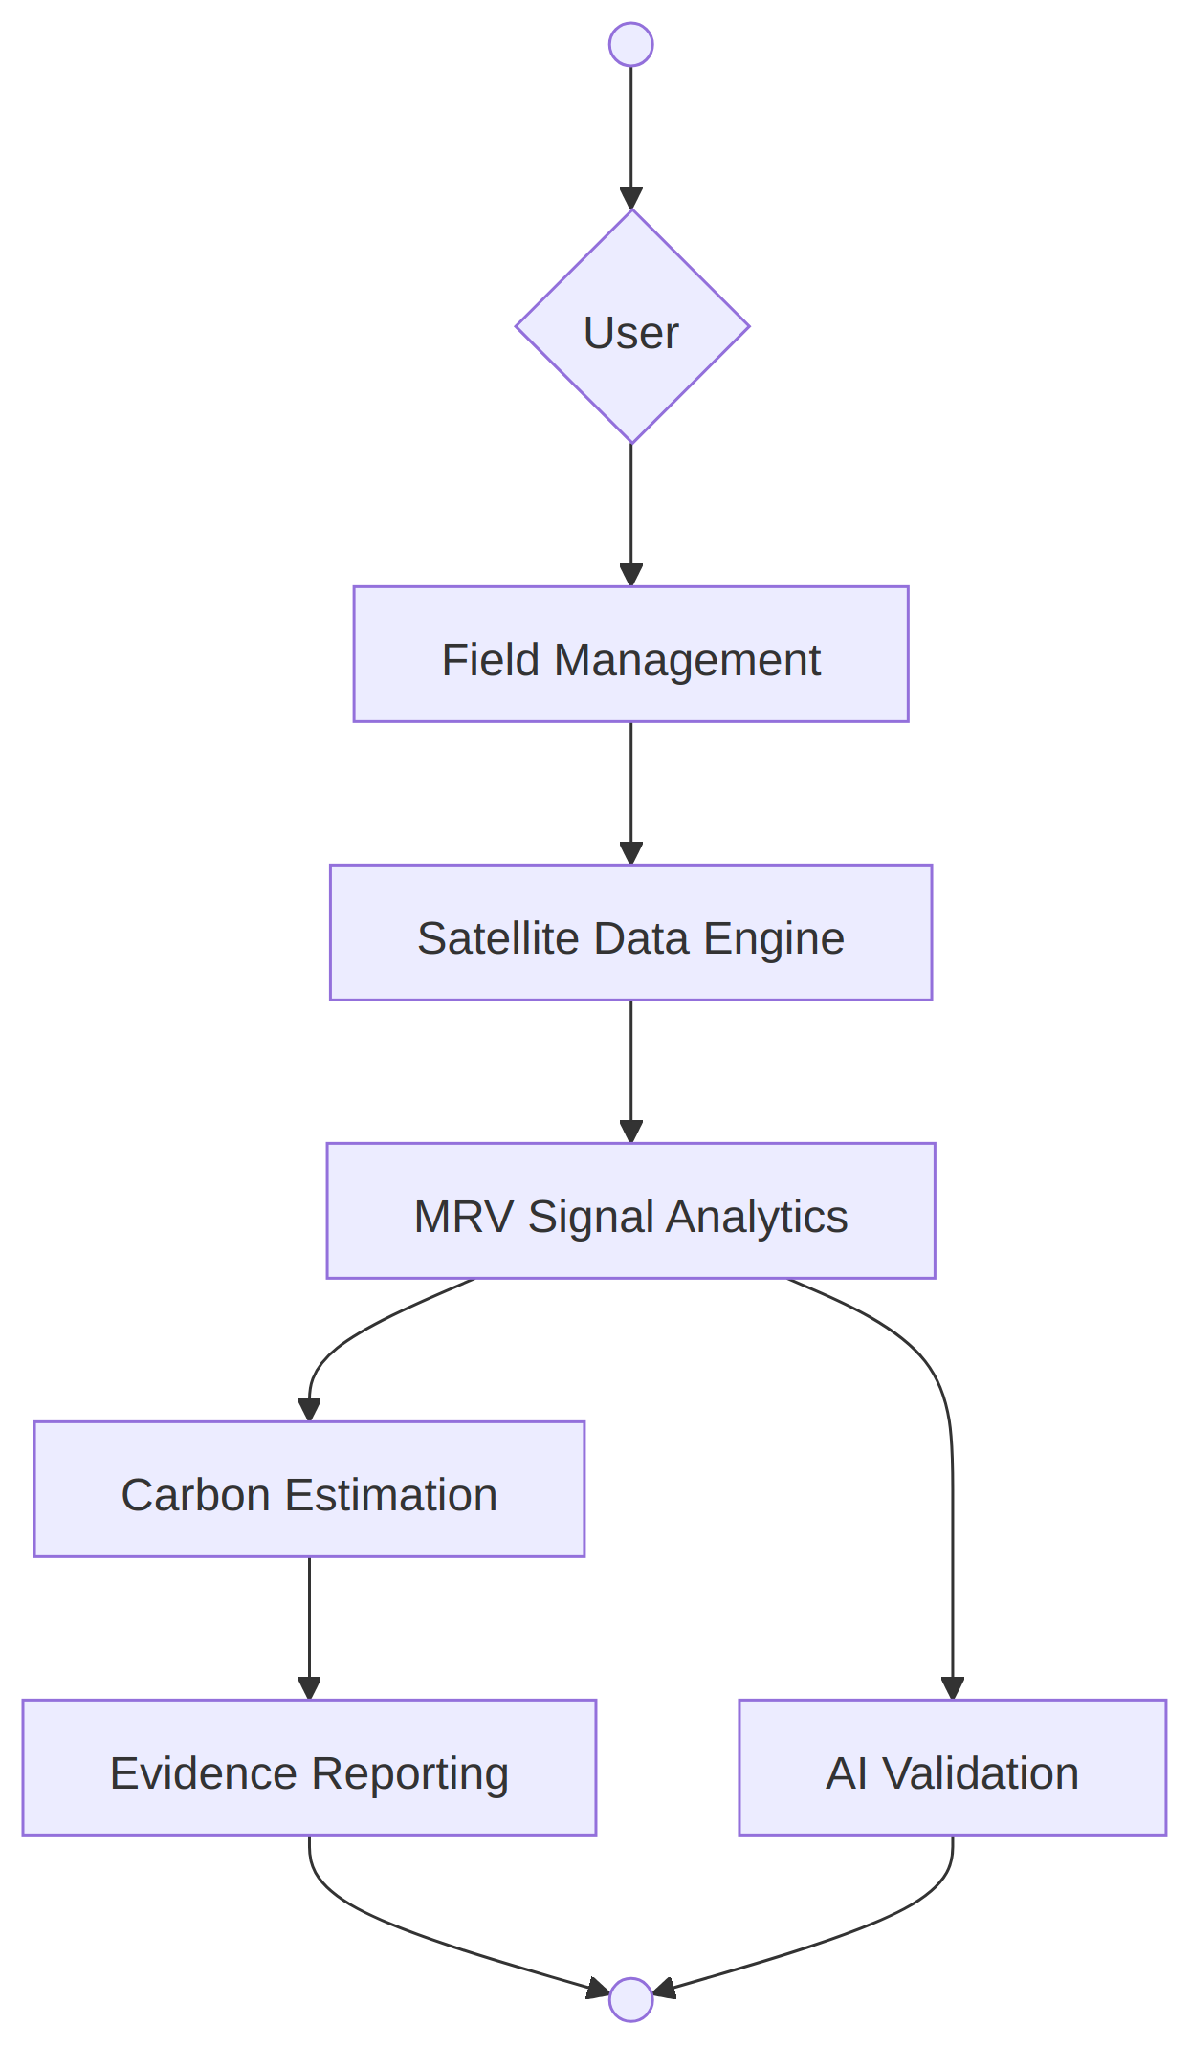 User
Field Management
Satellite Data Engine
MRV Signal Analytics
Carbon Estimation
Evidence Reporting
AI Validation